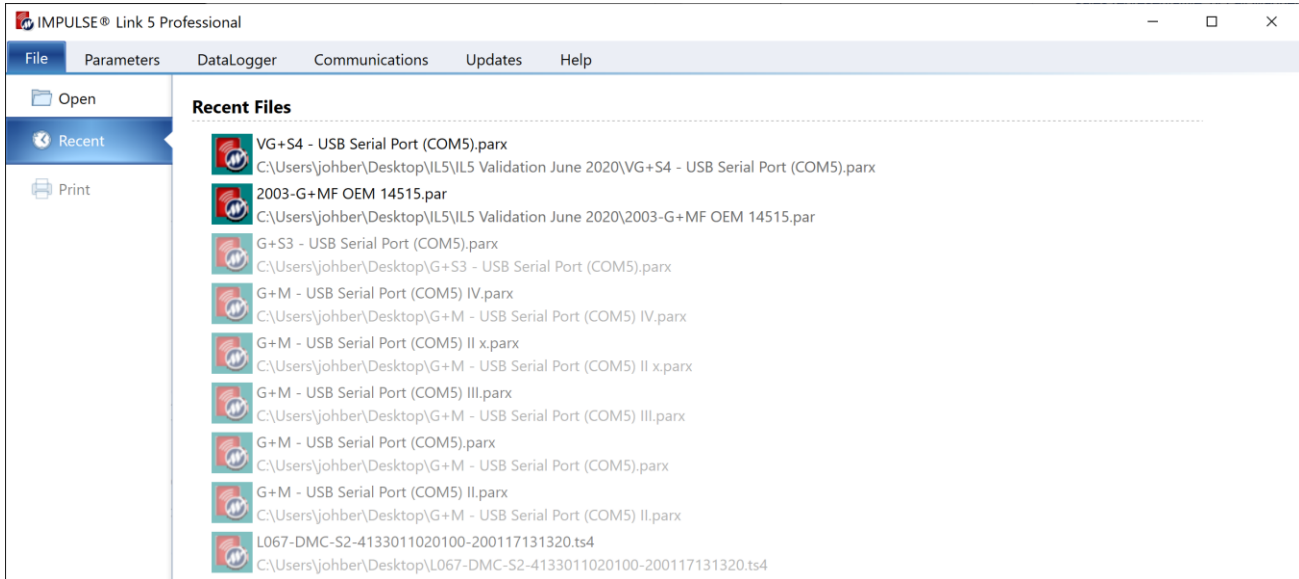 IMPULSE® Link 5 Professional
File Parameters DataLogger Communications Updates Help
Open
Recent
Print
Recent Files
VG+S4 - USB Serial Port (COM5).parx
C:\Users\johber\Desktop\IL5\IL5 Validation June 2020\VG+S4 - USB Serial Port (COM5).parx
2003-G+MF OEM 14515.par
C:\Users\johber\Desktop\IL5\IL5 Validation June 2020\2003-G+MF OEM 14515.par
G+S3 - USB Serial Port (COM5).parx
C:\Users\johber\Desktop\G+S3 - USB Serial Port (COM5).parx
G+M - USB Serial Port (COM5) IV.parx
C:\Users\johber\Desktop\G+M - USB Serial Port (COM5) IV.parx
G+M - USB Serial Port (COM5) II x.parx
C:\Users\johber\Desktop\G+M - USB Serial Port (COM5) II x.parx
G+M - USB Serial Port (COM5) III.parx
C:\Users\johber\Desktop\G+M - USB Serial Port (COM5) III.parx
G+M - USB Serial Port (COM5).parx
C:\Users\johber\Desktop\G+M - USB Serial Port (COM5).parx
G+M - USB Serial Port (COM5) II.parx
C:\Users\johber\Desktop\G+M - USB Serial Port (COM5) II.parx
L067-DMC-S2-4133011020100-200117131320.ts4
C:\Users\johber\Desktop\L067-DMC-S2-4133011020100-200117131320.ts4